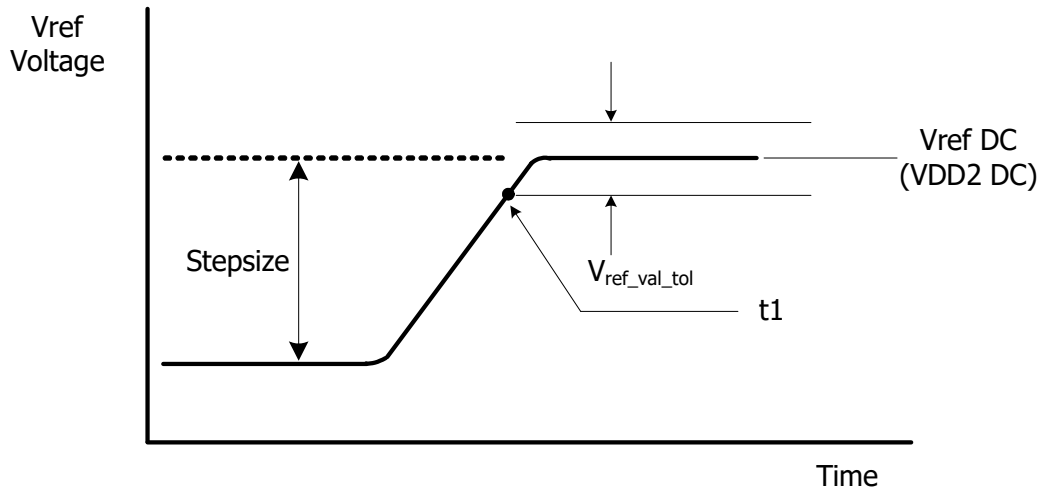 Vref
Voltage
Vref DC
(VDD2 DC)
Stepsize
Vref_val_tol
t1
Time